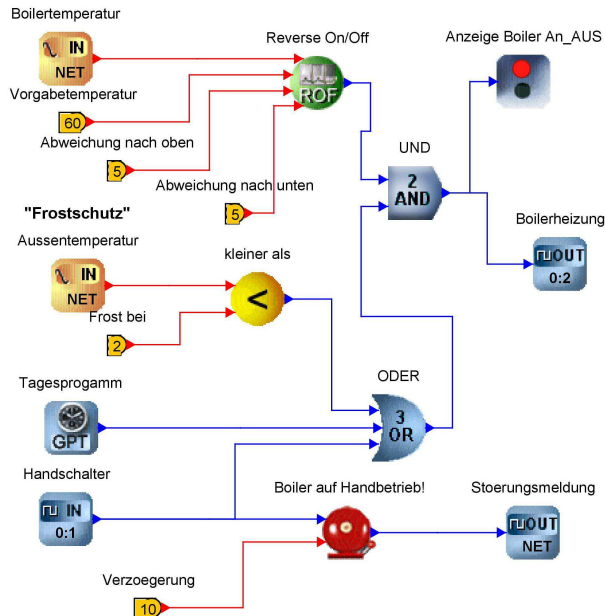 Boilertemperatur
IN
NET
Vorgabetemperatur
60
Abweichung nach oben
5
Abweichung nach unten
5
Reverse On/Off
ROF
Anzeige Boiler An_AUS
UND
2
AND
Boilerheizung
OUT
0:2
"Frostschutz"
Aussentemperatur
IN
NET
Frost bei
2
kleiner als
<
Tagesprogamm
GPT
ODER
3
OR
Handschalter
IN
0:1
Boiler auf Handbetrieb!
Stoerungsmeldung
OUT
NET
Verzoegerung
10